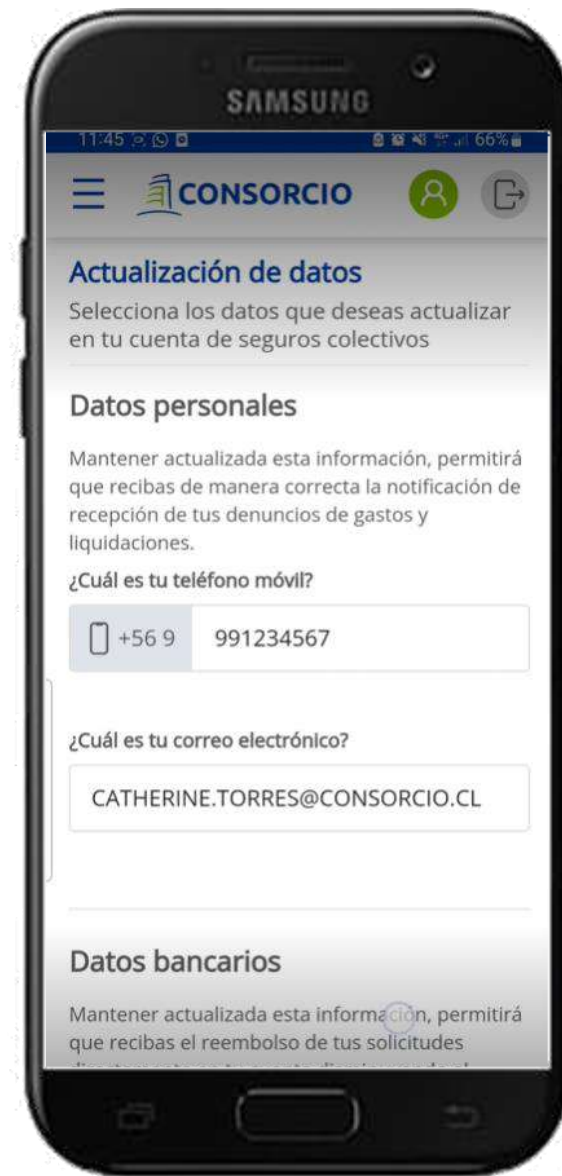 SAMSUNG
11:45 66%
CONSORCIO
Actualización de datos
Selecciona los datos que deseas actualizar
en tu cuenta de seguros colectivos
Datos personales
Mantener actualizada esta información, permitirá
que recibas de manera correcta la notificación de
recepción de tus denuncios de gastos y
liquidaciones.
¿Cuál es tu teléfono móvil?
+56 9 991234567
¿Cuál es tu correo electrónico?
CATHERINE.TORRES@CONSORCIO.CL
Datos bancarios
Mantener actualizada esta información, permitirá
que recibas el reembolso de tus solicitudes